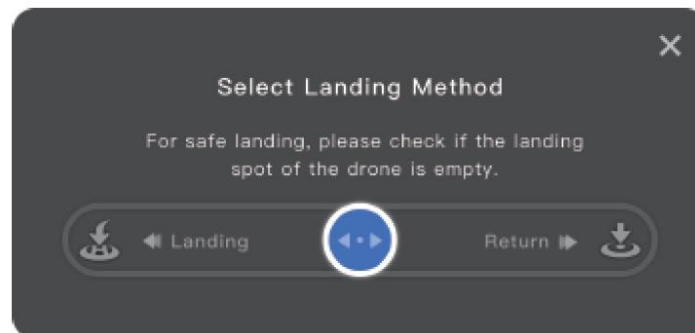 Select Landing Method
For safe landing, please check if the landing
spot of the drone is empty.
Landing
Return